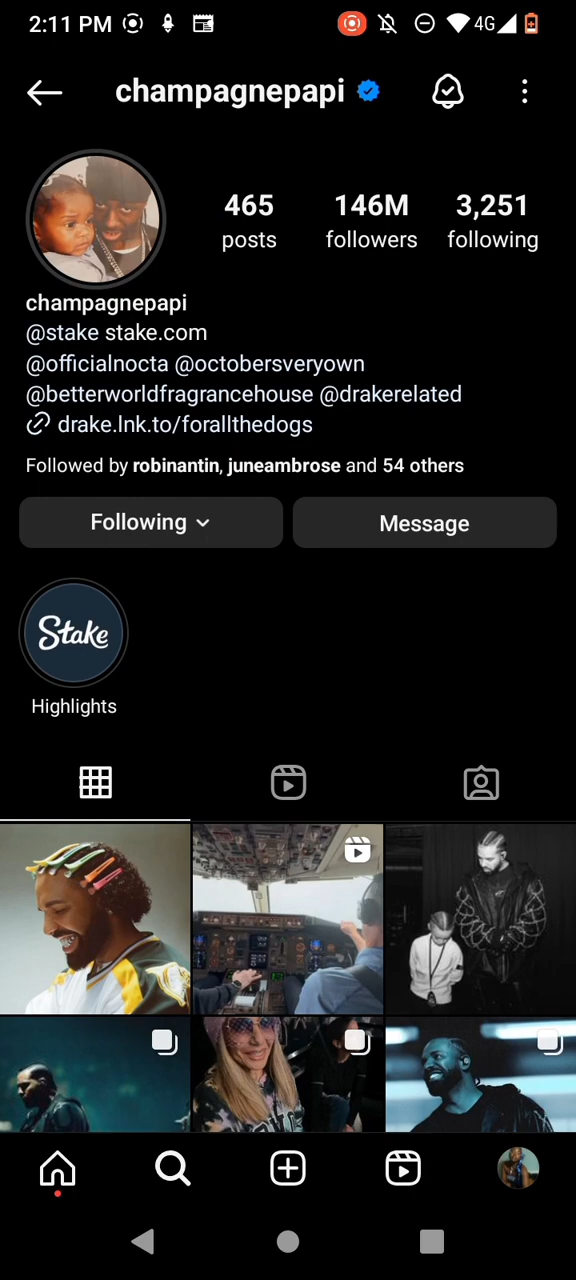 2:11 PM 4G
champagnepapi
465 146M 3,251
posts followers following
champagnepapi
@stake stake.com
@officialnocta @octobersveryown
@betterworldfragrancehouse @drakerelated
drake.lnk.to/forallthedogs
Followed by robinantin, juneambrose and 54 others
Following Message
Stake
Highlights